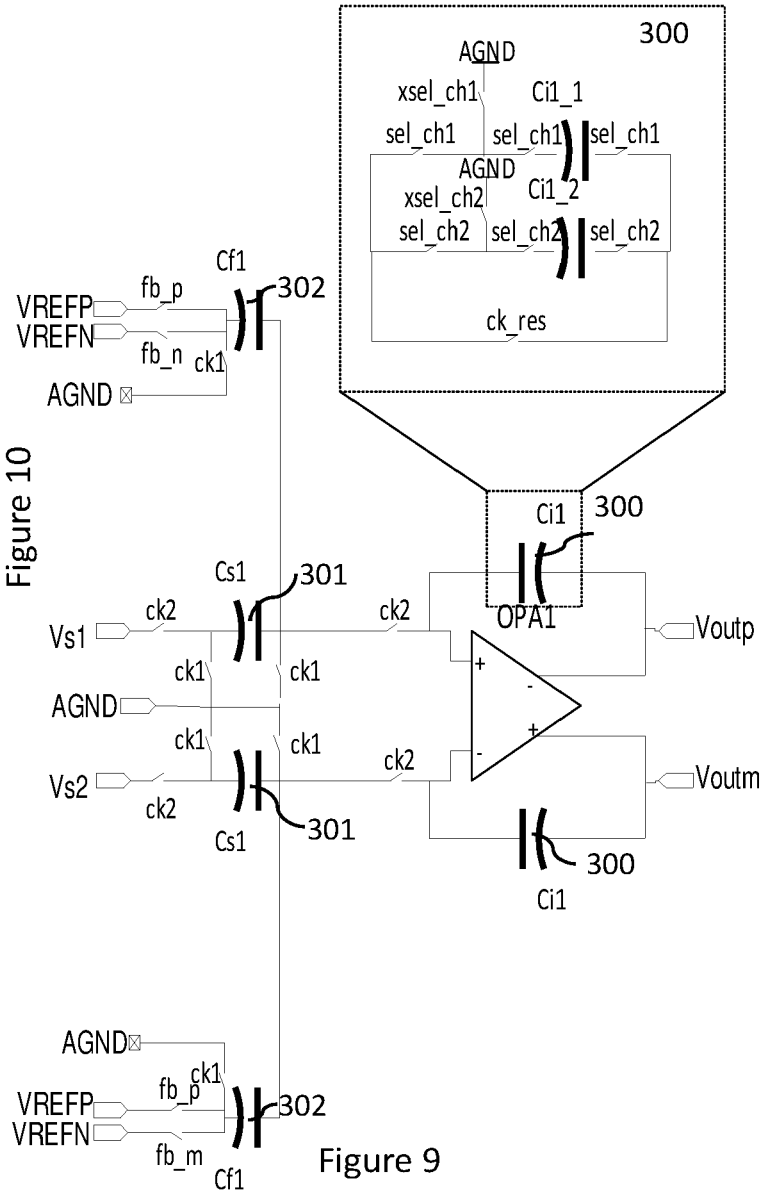 300
AGND
xsel_ch1
Ci1_1
sel_ch1
sel_ch1
sel_ch1
AGND
Ci1_2
xsel_ch2
sel_ch2
sel_ch2
sel_ch2
ck_res
Cf1
302
fb_p
VREFP
VREFN
fb_n
ck1
AGND
Figure 10
Ci1
300
Cs1
301
OPA1
ck2
ck2
Vs1
Voutp
+
-
ck1
ck1
AGND
ck1
ck1
+
-
ck2
Vs2
Voutm
ck2
301
Cs1
300
Ci1
AGND
ck1
fb_p
VREFP
302
VREFN
fb_m
Cf1
Figure 9